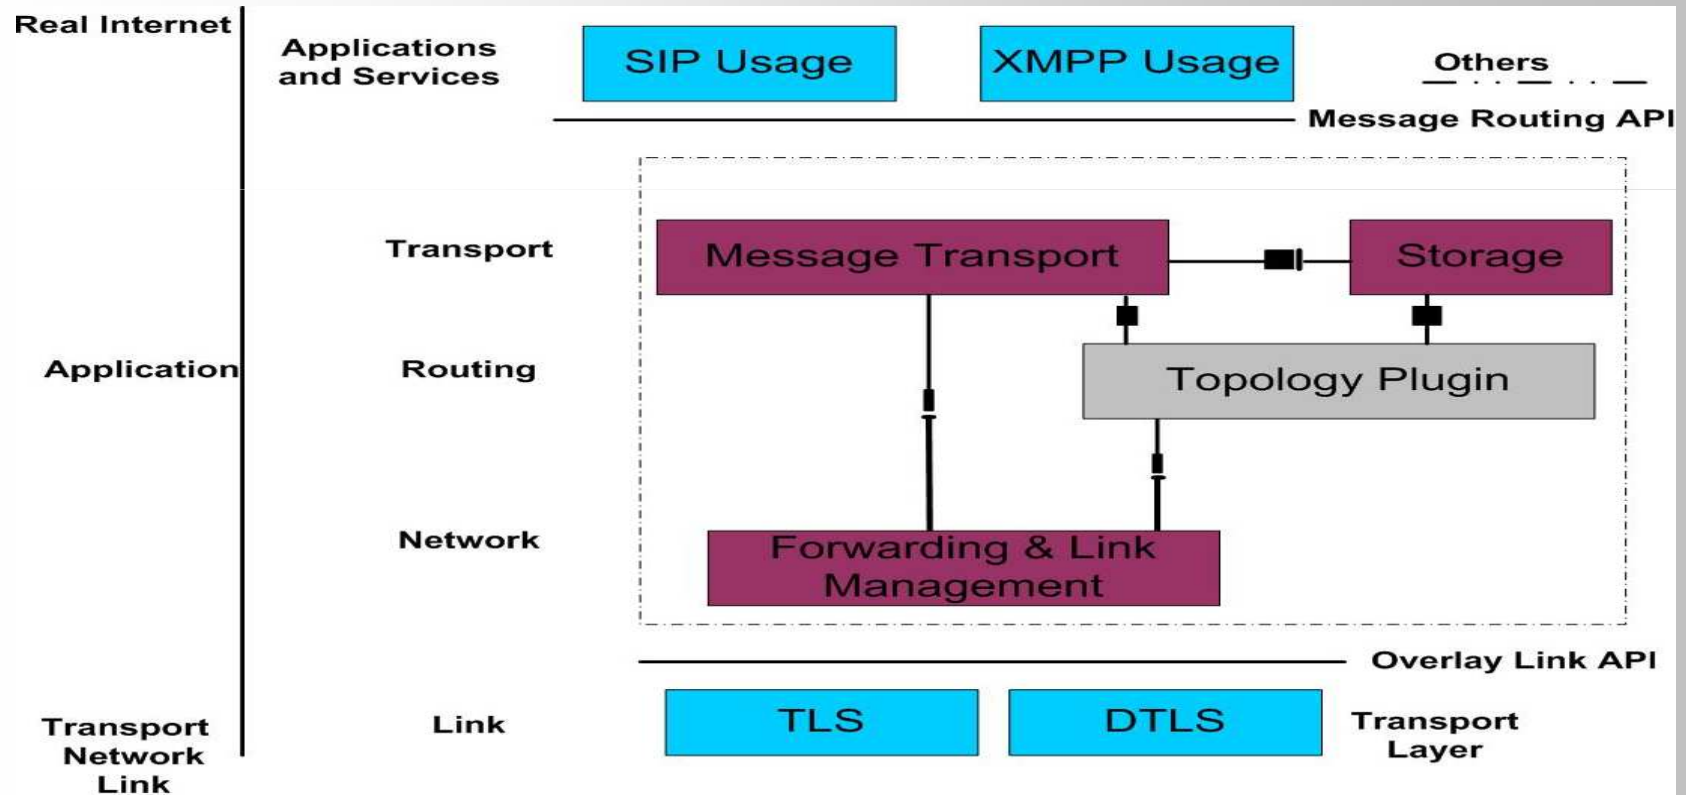 Real Internet
Applications
and Services
SIP Usage
XMPP Usage
Others
Message Routing API
Transport
Message Transport
Storage
Application
Routing
Topology Plugin
Network
Forwarding & Link
Management
Overlay Link API
Transport
Network
Link
Link
TLS
DTLS
Transport
Layer